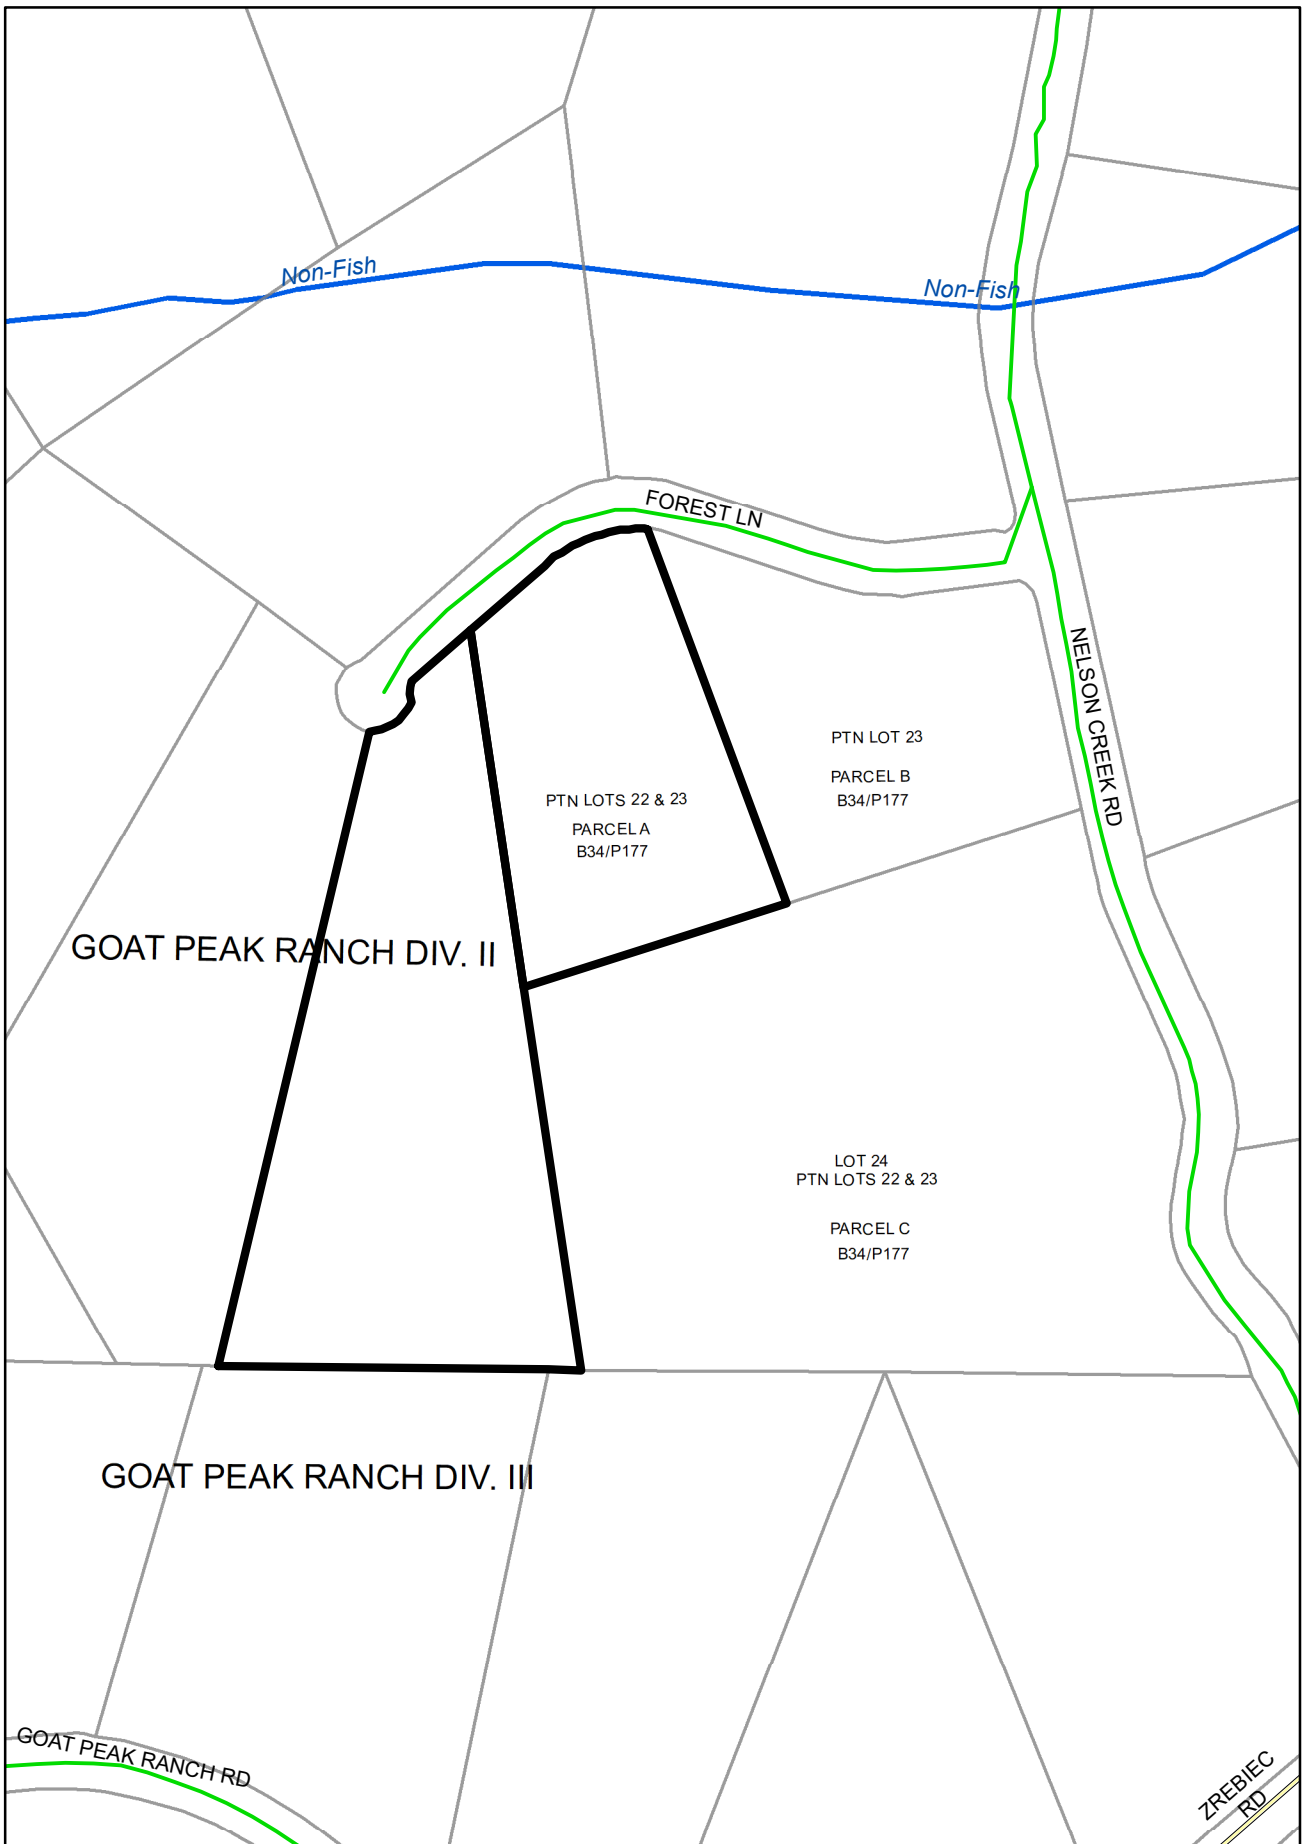 Non-Fish
Non-Fish
FOREST LN
NELSON CREEK RD
PTN LOT 23
PARCEL B
B34/P177
PTN LOTS 22 & 23
PARCEL A
B34/P177
GOAT PEAK RANCH DIV. II
LOT 24
PTN LOTS 22 & 23
PARCEL C
B34/P177
GOAT PEAK RANCH DIV. III
GOAT PEAK RANCH RD
ZREBIEC
RD